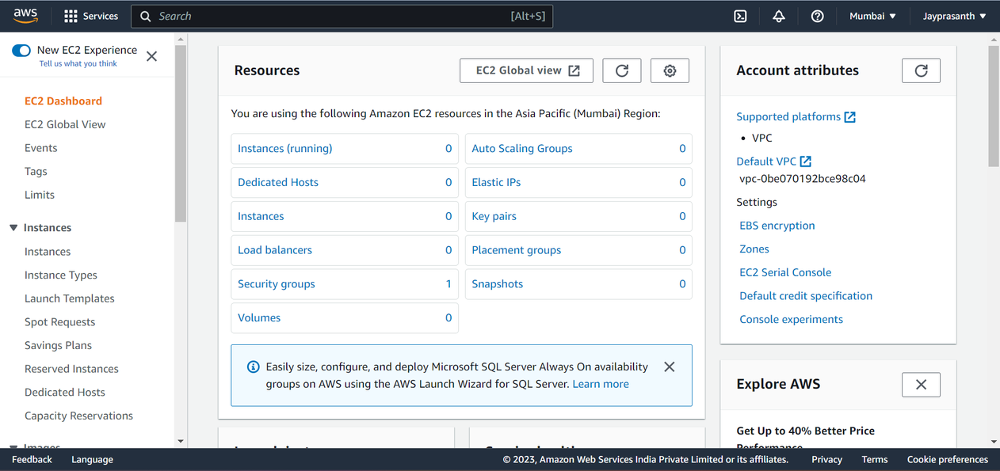 aws
Services
Search
[Alt+S]
Mumbai
Jayprasanth
New EC2 Experience
Tell us what you think
EC2 Dashboard
EC2 Global View
Events
Tags
Limits
Instances
Instances
Instance Types
Launch Templates
Spot Requests
Savings Plans
Reserved Instances
Dedicated Hosts
Capacity Reservations
Images
Resources
EC2 Global view
You are using the following Amazon EC2 resources in the Asia Pacific (Mumbai) Region:
Instances (running) 0
Auto Scaling Groups 0
Dedicated Hosts 0
Elastic IPs 0
Instances 0
Key pairs 0
Load balancers 0
Placement groups 0
Security groups 1
Snapshots 0
Volumes 0
Easily size, configure, and deploy Microsoft SQL Server Always On availability
groups on AWS using the AWS Launch Wizard for SQL Server. Learn more
Account attributes
Supported platforms
• VPC
Default VPC
vpc-0be070192bce98c04
Settings
EBS encryption
Zones
EC2 Serial Console
Default credit specification
Console experiments
Explore AWS
Get Up to 40% Better Price
Performance
Feedback
Language
© 2023, Amazon Web Services India Private Limited or its affiliates.
Privacy
Terms
Cookie preferences